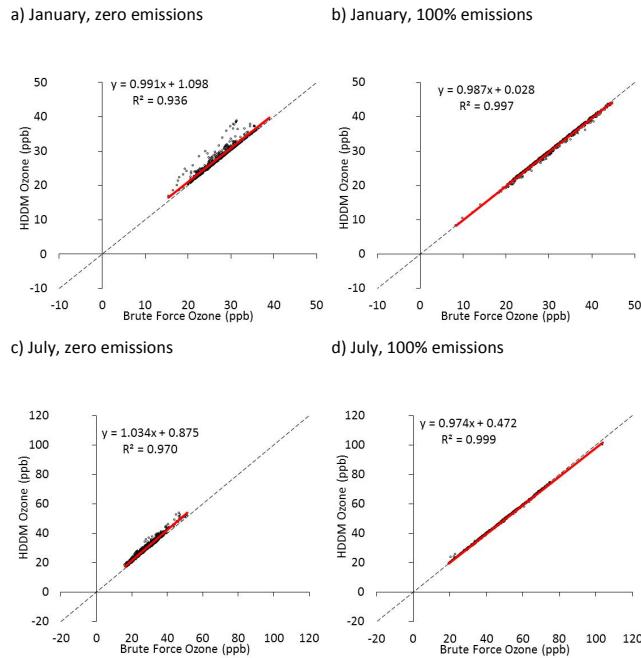 a) January, zero emissions
b) January, 100% emissions
y = 0.991x + 1.098
R² = 0.936
HDDM Ozone (ppb)
50
40
30
20
10
0
-10
-10 0 10 20 30 40 50
Brute Force Ozone (ppb)
y = 0.987x + 0.028
R² = 0.997
HDDM Ozone (ppb)
50
40
30
20
10
0
-10
-10 0 10 20 30 40 50
Brute Force Ozone (ppb)
c) July, zero emissions
d) July, 100% emissions
y = 1.034x + 0.875
R² = 0.970
HDDM Ozone (ppb)
120
100
80
60
40
20
0
-20
-20 0 20 40 60 80 100 120
Brute Force Ozone (ppb)
y = 0.974x + 0.472
R² = 0.999
HDDM Ozone (ppb)
120
100
80
60
40
20
0
-20
-20 0 20 40 60 80 100 120
Brute Force Ozone (ppb)